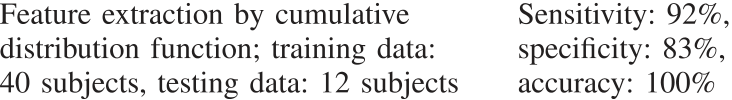 Feature extraction by cumulative
distribution function; training data:
40 subjects, testing data: 12 subjects
Sensitivity: 92%,
specificity: 83%,
accuracy: 100%